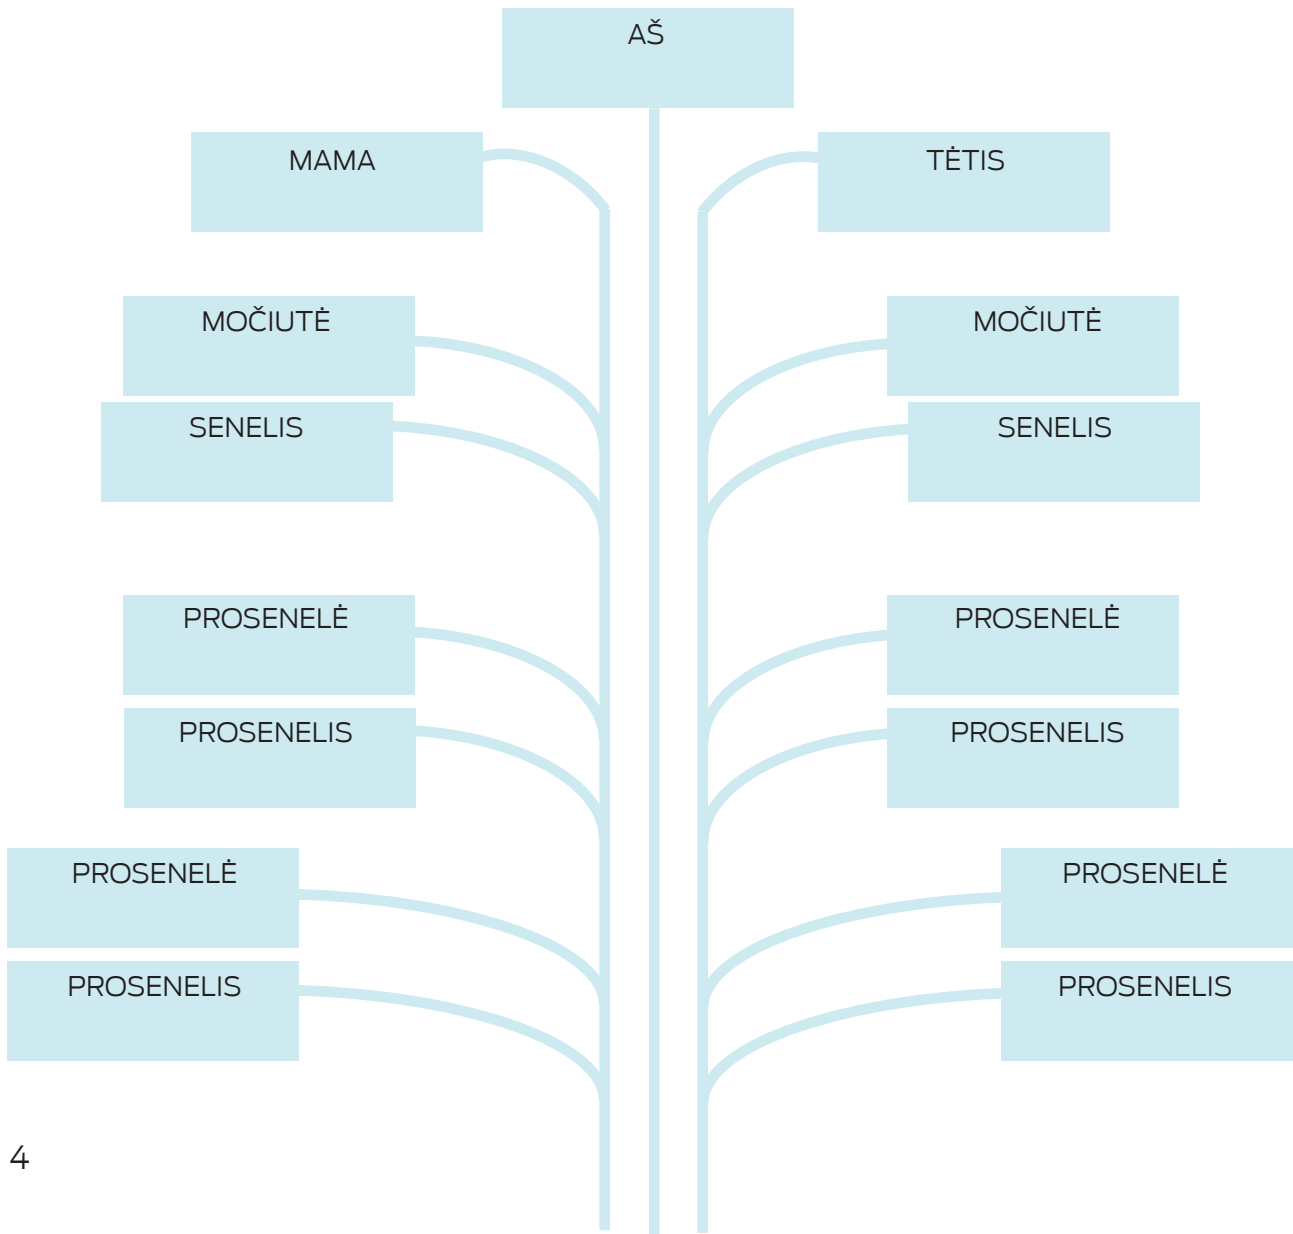 AŠ
MAMA
TĖTIS
MOČIUTĖ
MOČIUTĖ
SENELIS
SENELIS
PROSENELĖ
PROSENELĖ
PROSENELIS
PROSENELIS
PROSENELĖ
PROSENELĖ
PROSENELIS
PROSENELIS
4